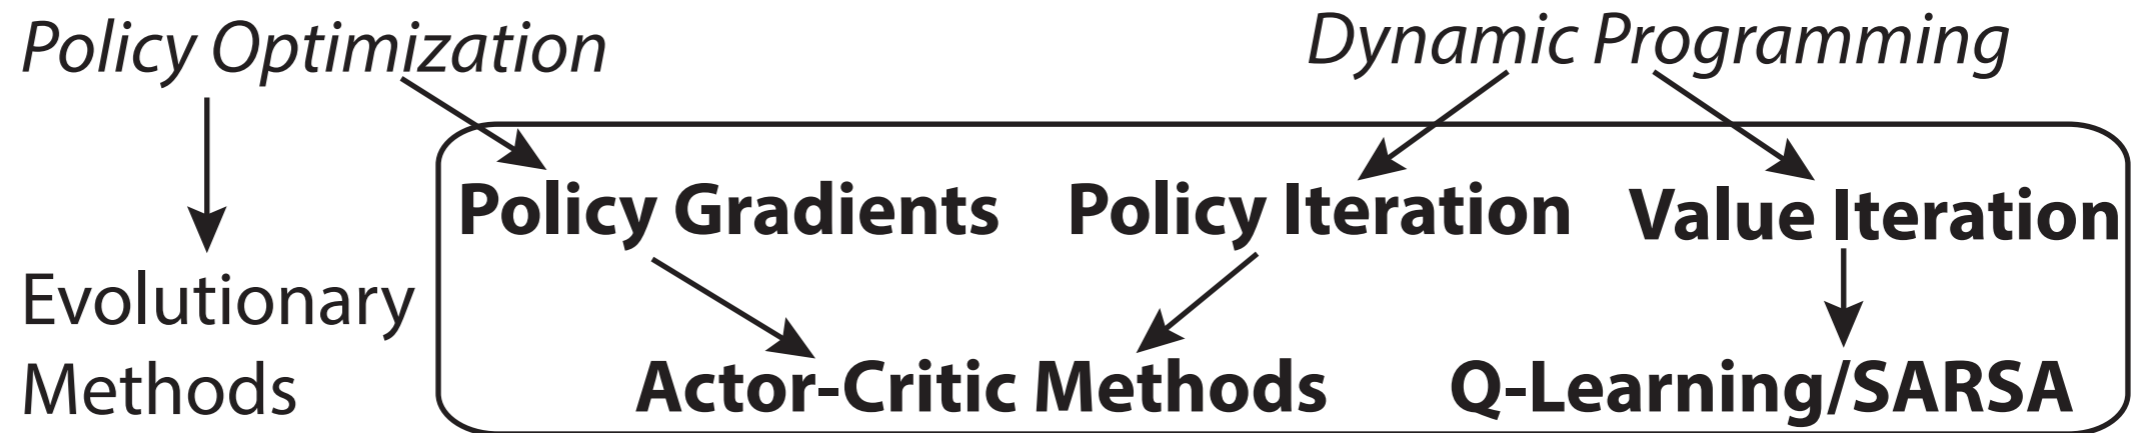 Policy Optimization
Dynamic Programming
Policy Gradients
Policy Iteration
Value Iteration
Evolutionary
Methods
Actor-Critic Methods
Q-Learning/SARSA